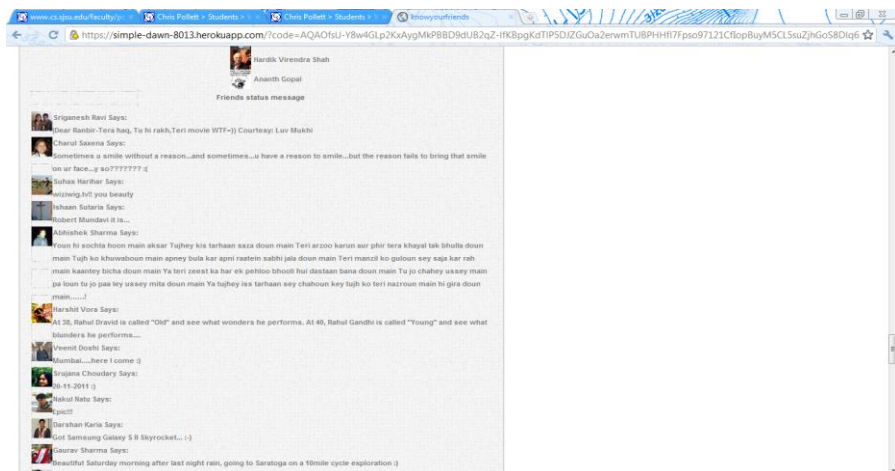 www.cs.sjsu.edu/faculty/po
Chris Pollett > Students >
Chris Pollett > Students >
knowyourfriends
https://simple-dawn-8013.herokuapp.com/?code=
Hardik Virendra Shah
Ananth Gopal
Friends status message
Sriganesh Ravi Says:
(Dear Ranbir-Tera haq, Tu hi rakh,Teri movie WTF=)) Courtesy: Luv Mukhi
Charul Saxena Says:
Sometimes u smile without a reason...and sometimes...u have a reason to smile...but the reason fails to bring that smile
on ur face...y so??????? :(
Suhas Harihar Says:
wiziwig.tv!! you beauty
Ishaan Sutaria Says:
Robert Mundavi it is...
Abhishek Sharma Says:
Youn hi sochta hoon main aksar Tujhey kis tarhaan saza doun main Teri arzoo karun aur phir tera khayal tak bhulla doun
main Tujh ko khuwaboun main apney bula kar apni raatein sabhi jala doun main Teri manzil ko guloun sey saja kar rah
main kaantey bicha doun main Ya teri zeest ka har ek pehloo bhooli hui dastaan bana doun main Tu jo chahey ussey main
pa loun tu jo paa ley ussey mita doun main Ya tujhey iss tarhaan sey chahoun key tujh ko teri nazroun main hi gira doun
main......!
Harshit Vora Says:
At 38, Rahul Dravid is called "Old" and see what wonders he performs. At 40, Rahul Gandhi is called "Young" and see what
blunders he performs....
Veenit Doshi Says:
Mumbai....here I come :)
Srujana Choudary Says:
20-11-2011 :)
Nakul Natu Says:
Epic!!!
Darshan Karia Says:
Got Samsung Galaxy S II Skyrocket... :-)
Gaurav Sharma Says:
Beautiful Saturday morning after last night rain, going to Saratoga on a 10mile cycle exploration :)